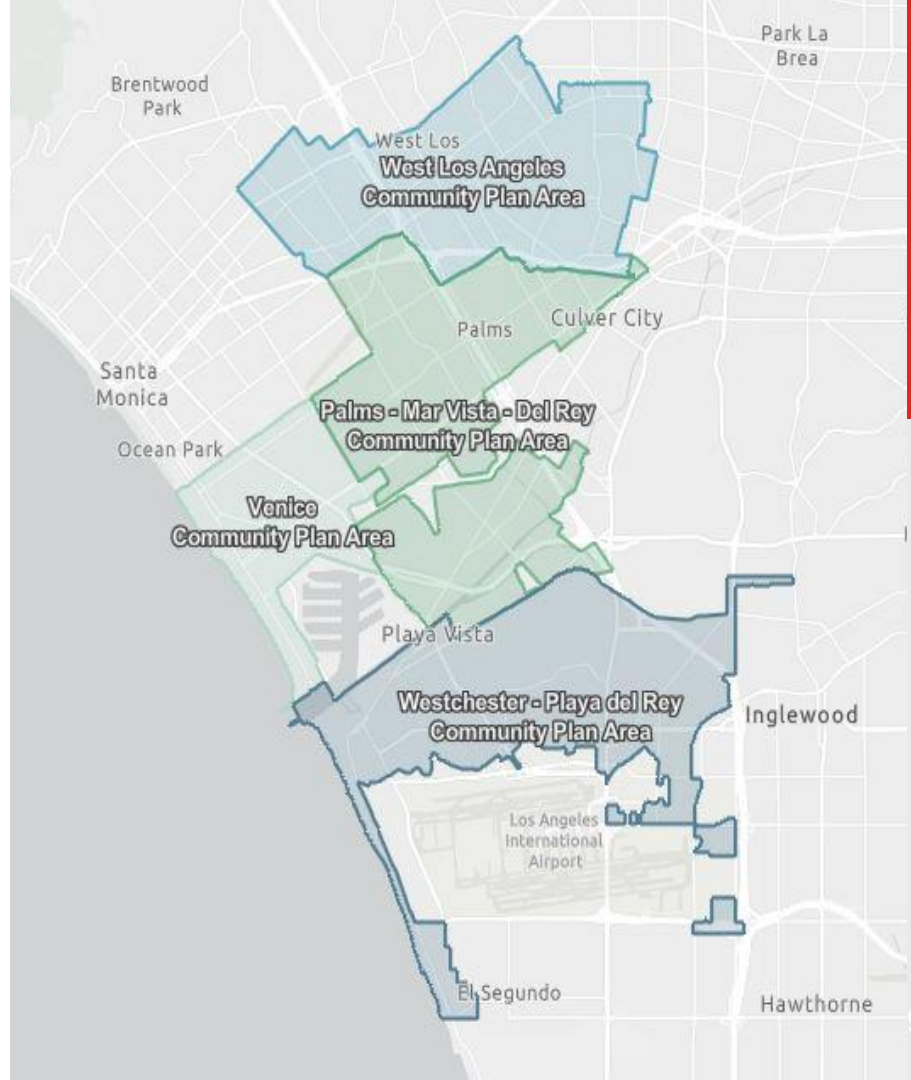 Park La
Brea
Brentwood
Park
West Los
West Los Angeles
Community Plan Area
Palms
Culver City
Santa
Monica
Palms - Mar Vista - Del Rey
Community Plan Area
Ocean Park
Venice
Community Plan Area
Playa Vista
Westchester - Playa del Rey
Community Plan Area
Inglewood
Los Angeles
International
Airport
El Segundo
Hawthorne